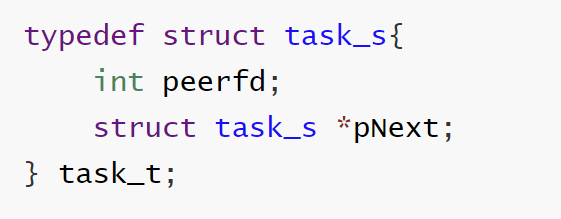 typedef struct task_s{
    int peerfd;
    struct task_s *pNext;
} task_t;